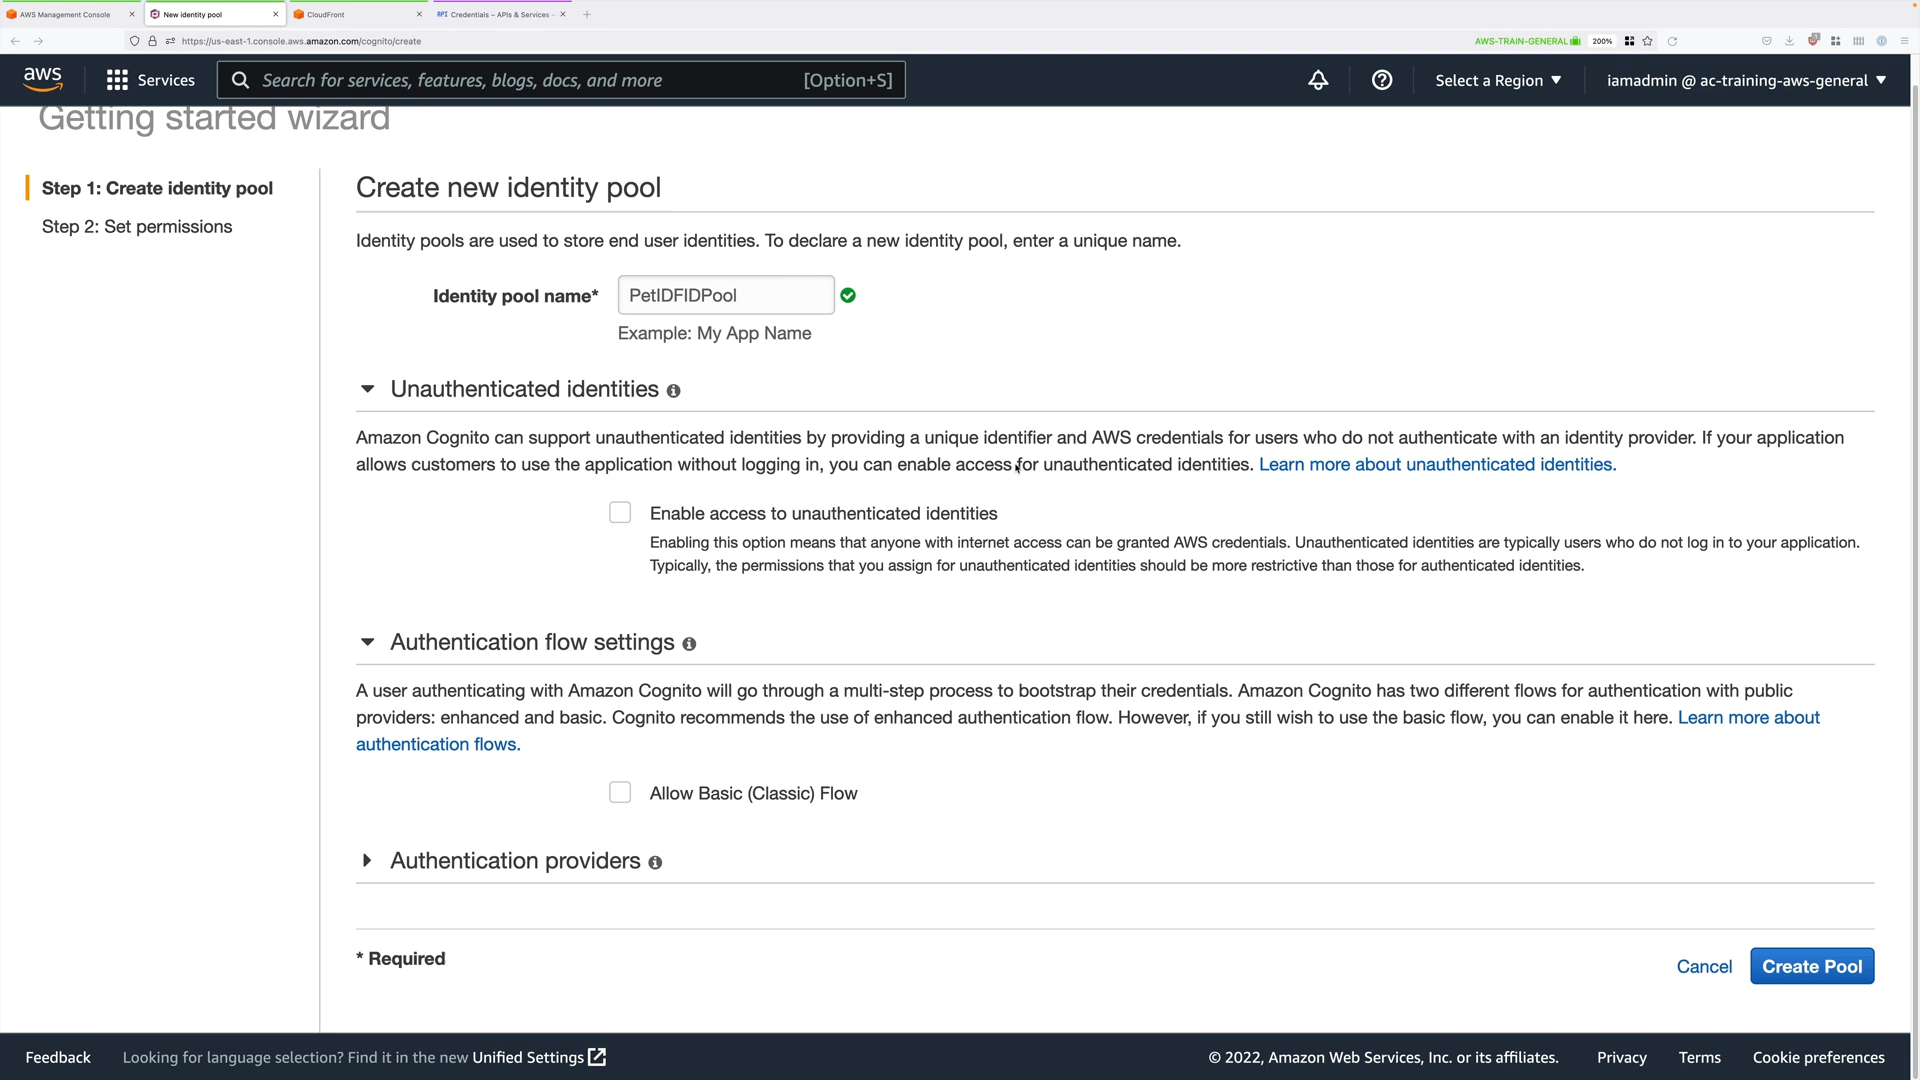 AWS Management Console
New identity pool
CloudFront
API Credentials – APIs & Services –
https://us-east-1.console.aws.amazon.com/cognito/create
AWS-TRAIN-GENERAL
200%
aws
Services
Search for services, features, blogs, docs, and more
[Option+S]
Select a Region
iamadmin @ ac-training-aws-general
Getting started wizard
Step 1: Create identity pool
Step 2: Set permissions
Create new identity pool
Identity pools are used to store end user identities. To declare a new identity pool, enter a unique name.
Identity pool name*
PetIDFIDPool
Example: My App Name
Unauthenticated identities
Amazon Cognito can support unauthenticated identities by providing a unique identifier and AWS credentials for users who do not authenticate with an identity provider. If your application
allows customers to use the application without logging in, you can enable access for unauthenticated identities. Learn more about unauthenticated identities.
Enable access to unauthenticated identities
Enabling this option means that anyone with internet access can be granted AWS credentials. Unauthenticated identities are typically users who do not log in to your application.
Typically, the permissions that you assign for unauthenticated identities should be more restrictive than those for authenticated identities.
Authentication flow settings
A user authenticating with Amazon Cognito will go through a multi-step process to bootstrap their credentials. Amazon Cognito has two different flows for authentication with public
providers: enhanced and basic. Cognito recommends the use of enhanced authentication flow. However, if you still wish to use the basic flow, you can enable it here. Learn more about
authentication flows.
Allow Basic (Classic) Flow
Authentication providers
* Required
Cancel
Create Pool
Feedback
Looking for language selection? Find it in the new Unified Settings
© 2022, Amazon Web Services, Inc. or its affiliates.
Privacy
Terms
Cookie preferences